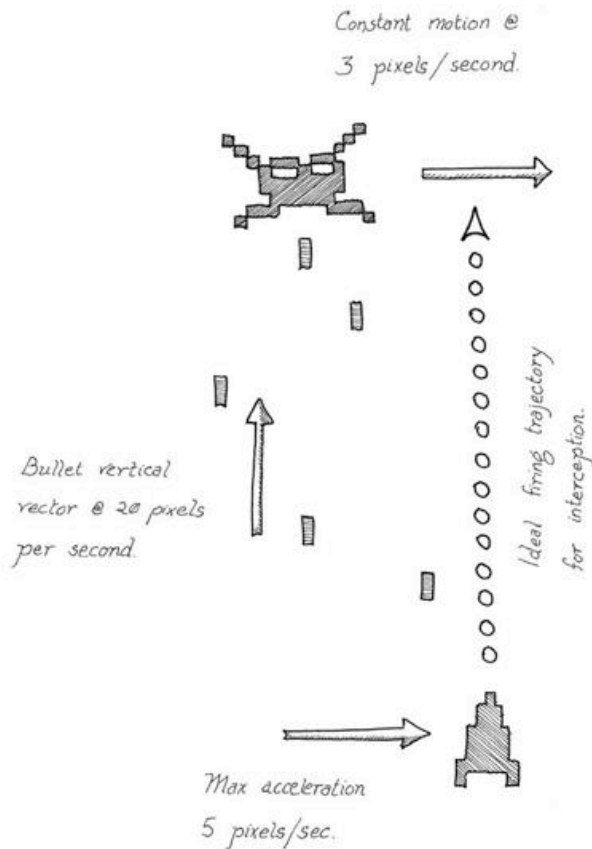 Constant motion @
3 pixels/second.
Bullet vertical
vector @ 20 pixels
per second.
Ideal firing trajectory
for interception.
Max acceleration
5 pixels/sec.